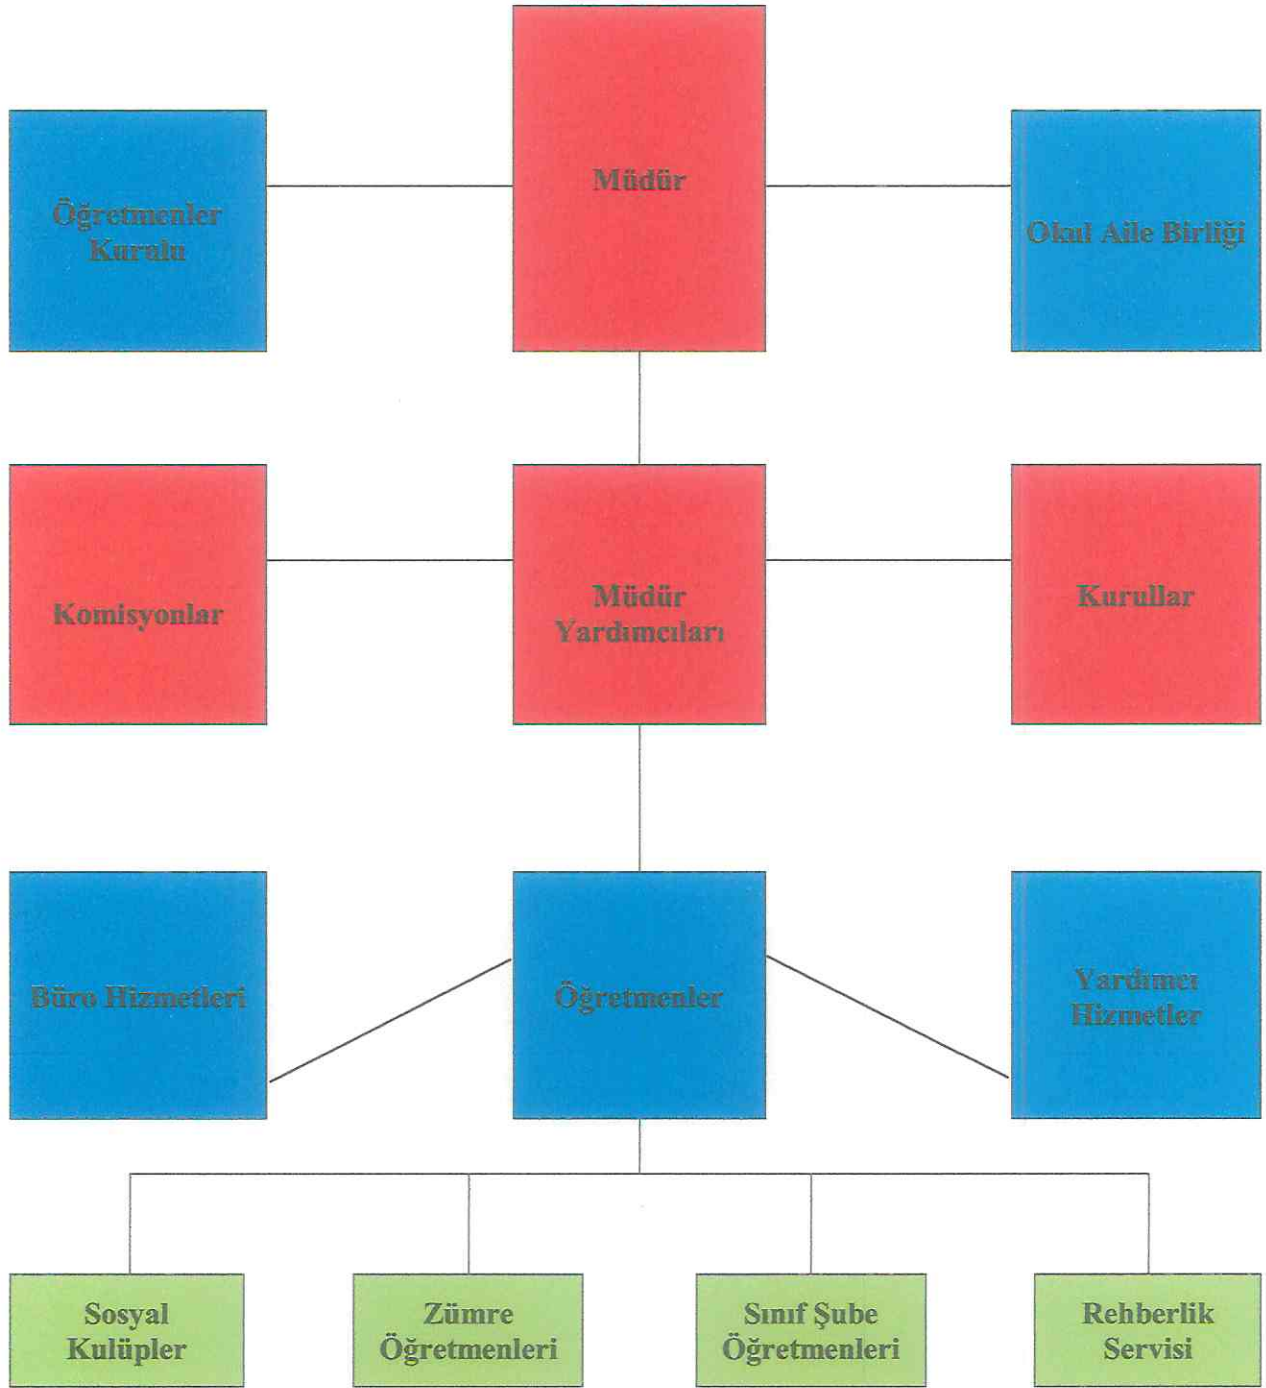 Müdür
Öğretmenler
Kurulu
Okul Aile Birliği
Komisyonlar
Müdür
Yardımcıları
Kurullar
Büro Hizmetleri
Öğretmenler
Yardımcı
Hizmetler
Sosyal
Kulüpler
Zümre
Öğretmenleri
Sınıf Şube
Öğretmenleri
Rehberlik
Servisi